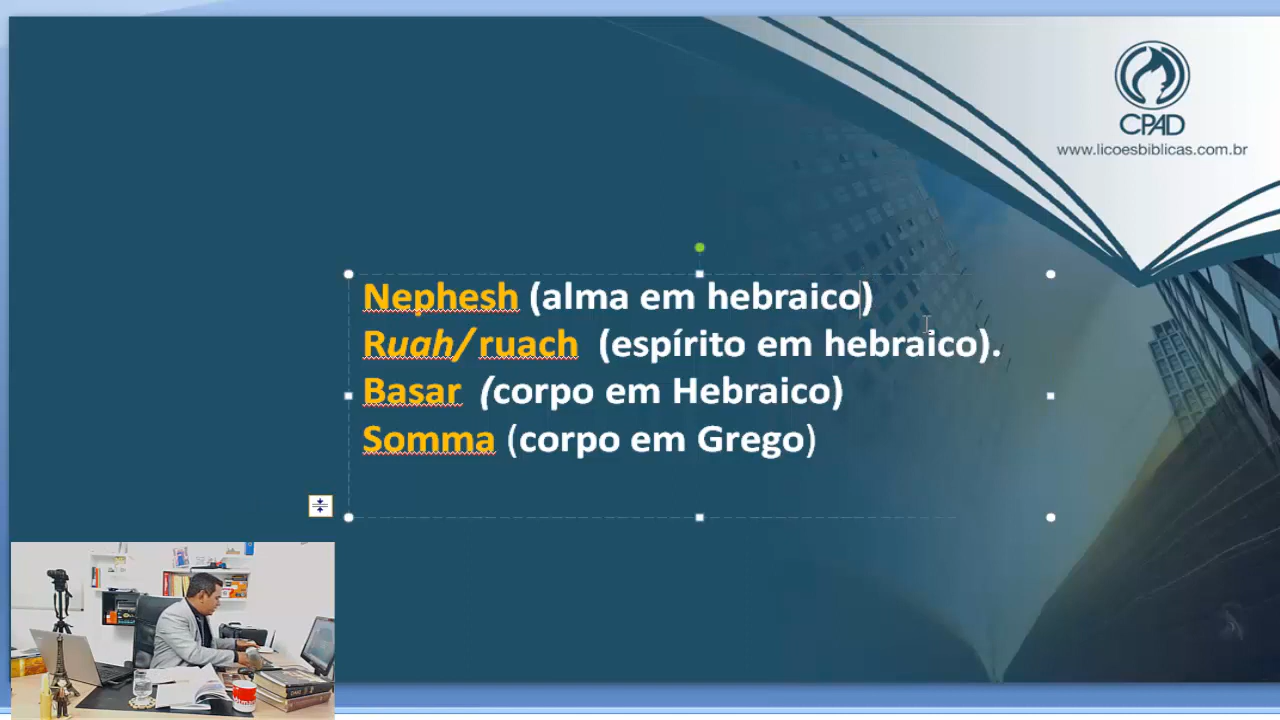 CPAD
www.licoesbiblicas.com.br
Nephesh (alma em hebraico)
Ruah/ruach (espírito em hebraico).
Basar (corpo em Hebraico)
Somma (corpo em Grego)